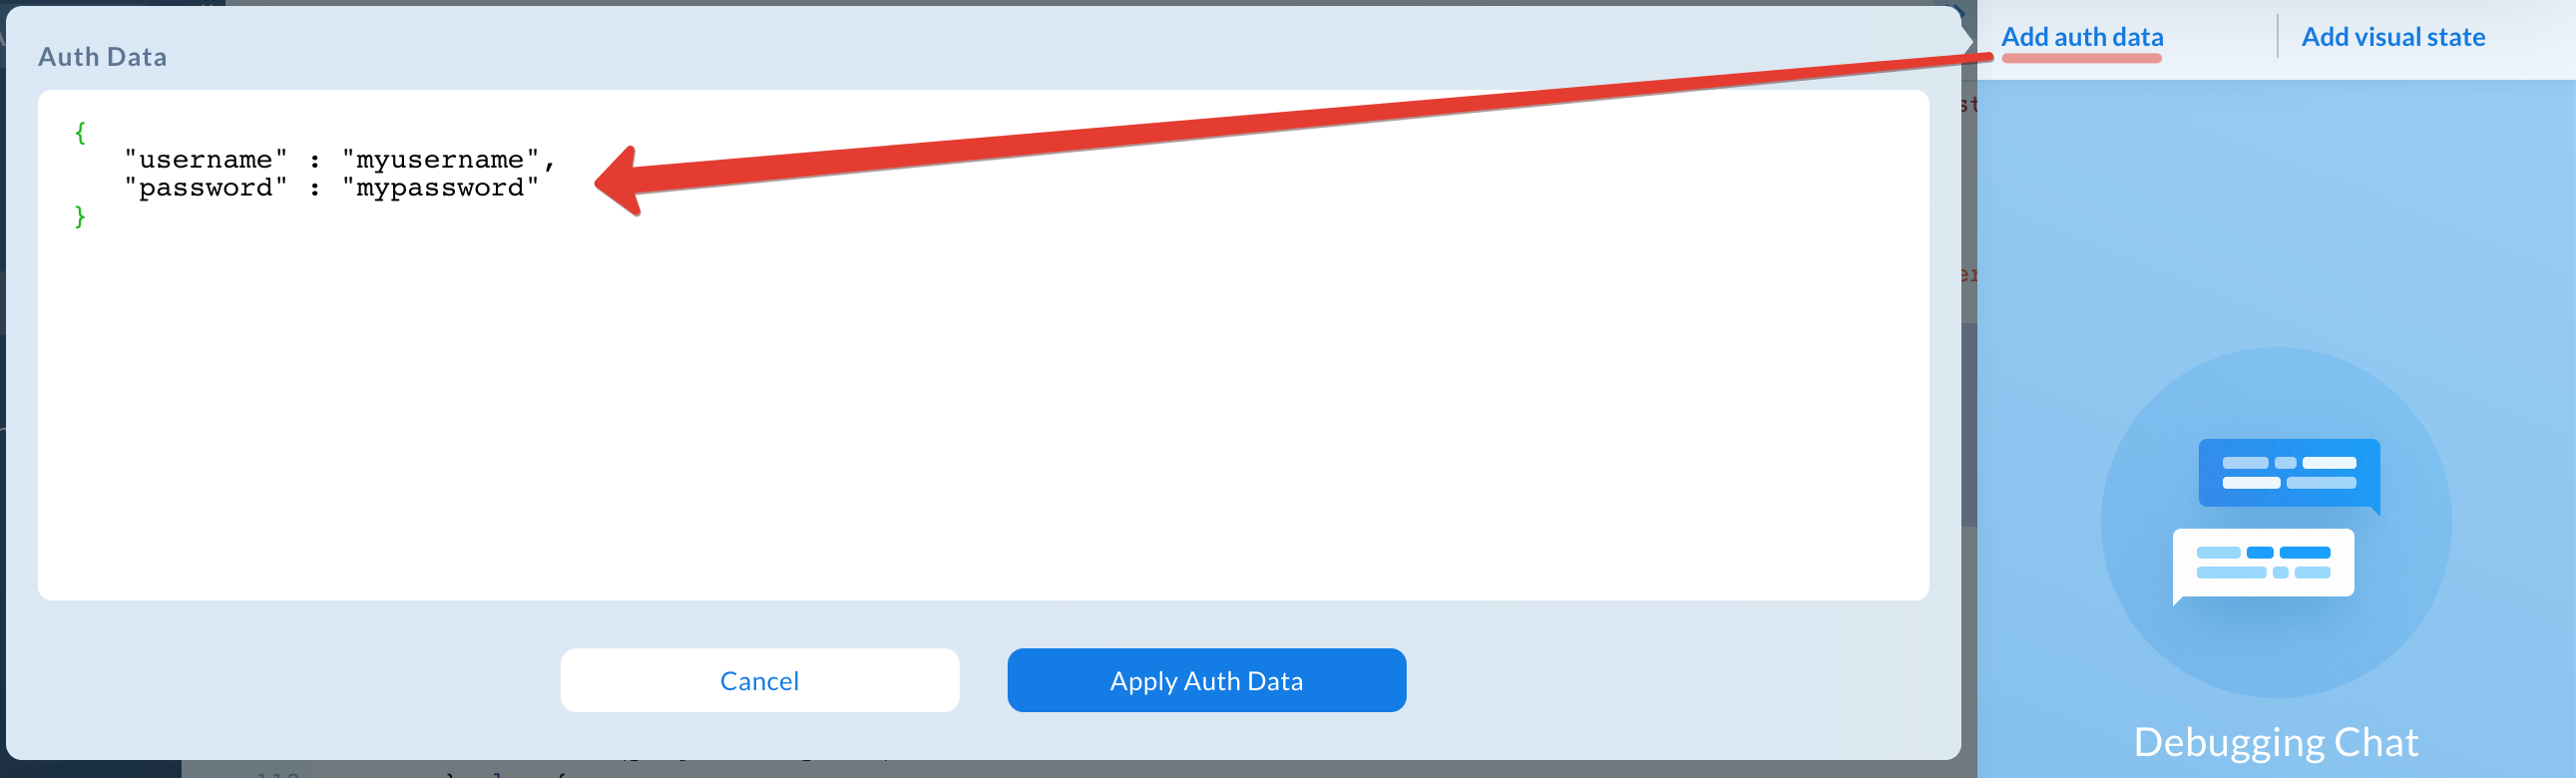 Auth Data
Add auth data
Add visual state
{
"username" : "myusername",
"password" : "mypassword"
}
Cancel
Apply Auth Data
Debugging Chat